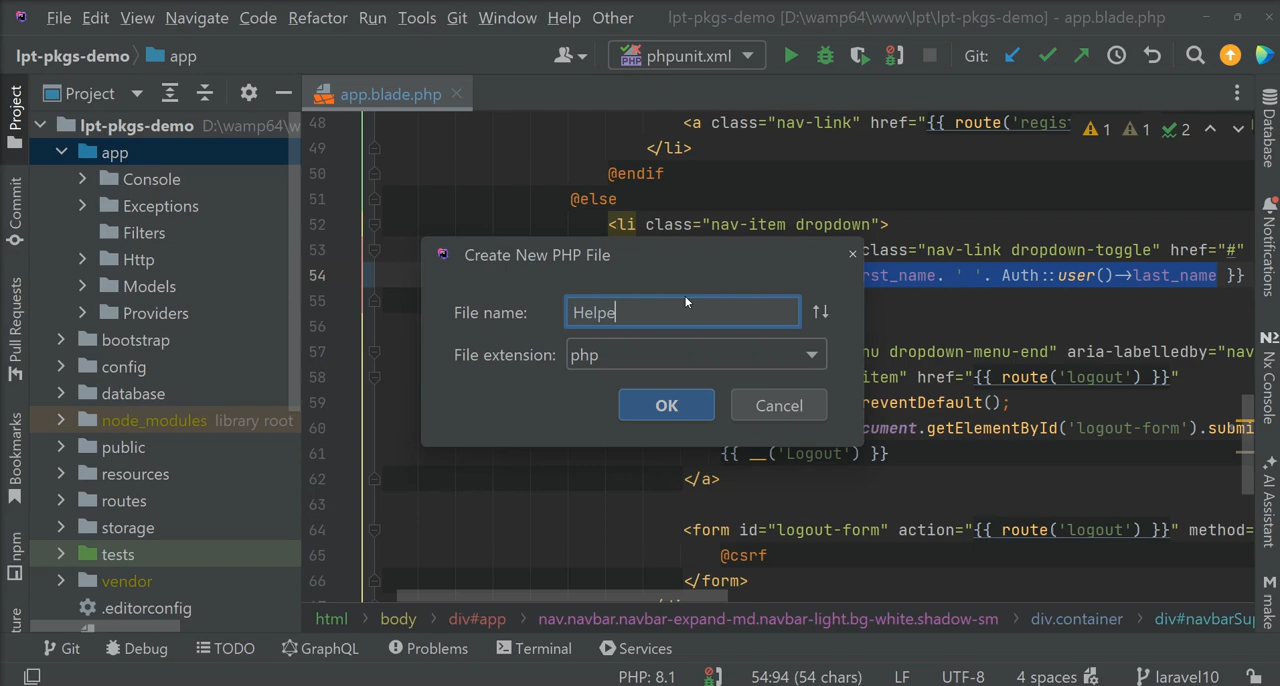 File Edit View Navigate Code Refactor Run Tools Git Window Help Other lpt-pkgs-demo [D:\wamp64\www\lpt\lpt-pkgs-demo] - app.blade.php
lpt-pkgs-demo app phpunit.xml Git:
Project app.blade.php
lpt-pkgs-demo D:\wamp64\w
app
Console
Exceptions
Filters
Http
Models
Providers
bootstrap
config
database
node_modules library root
public
resources
routes
storage
tests
vendor
.editorconfig
48 <a class="nav-link" href="{{ route('regis 1 1 2
49 </li>
50 @endif
51 @else
52 <li class="nav-item dropdown">
53 class="nav-link dropdown-toggle" href="#"
54 rst_name. ' '. Auth::user()->last_name }}
55
56
57 nu dropdown-menu-end" aria-labelledby="nav
58 item" href="{{ route('logout') }}"
59 reventDefault();
60 cument.getElementById('logout-form').submi
61 {{ __('Logout') }}
62 </a>
63
64 <form id="logout-form" action="{{ route('logout') }}" method=
65 @csrf
66 </form>
Create New PHP File
File name: Helpe
File extension: php
OK Cancel
Project
Commit
Pull Requests
Bookmarks
npm
ture
Database
Notifications
Nx Console
AI Assistant
M make
html body div#app nav.navbar.navbar-expand-md.navbar-light.bg-white.shadow-sm div.container div#navbarSup
Git Debug TODO GraphQL Problems Terminal Services
PHP: 8.1 54:94 (54 chars) LF UTF-8 4 spaces laravel10